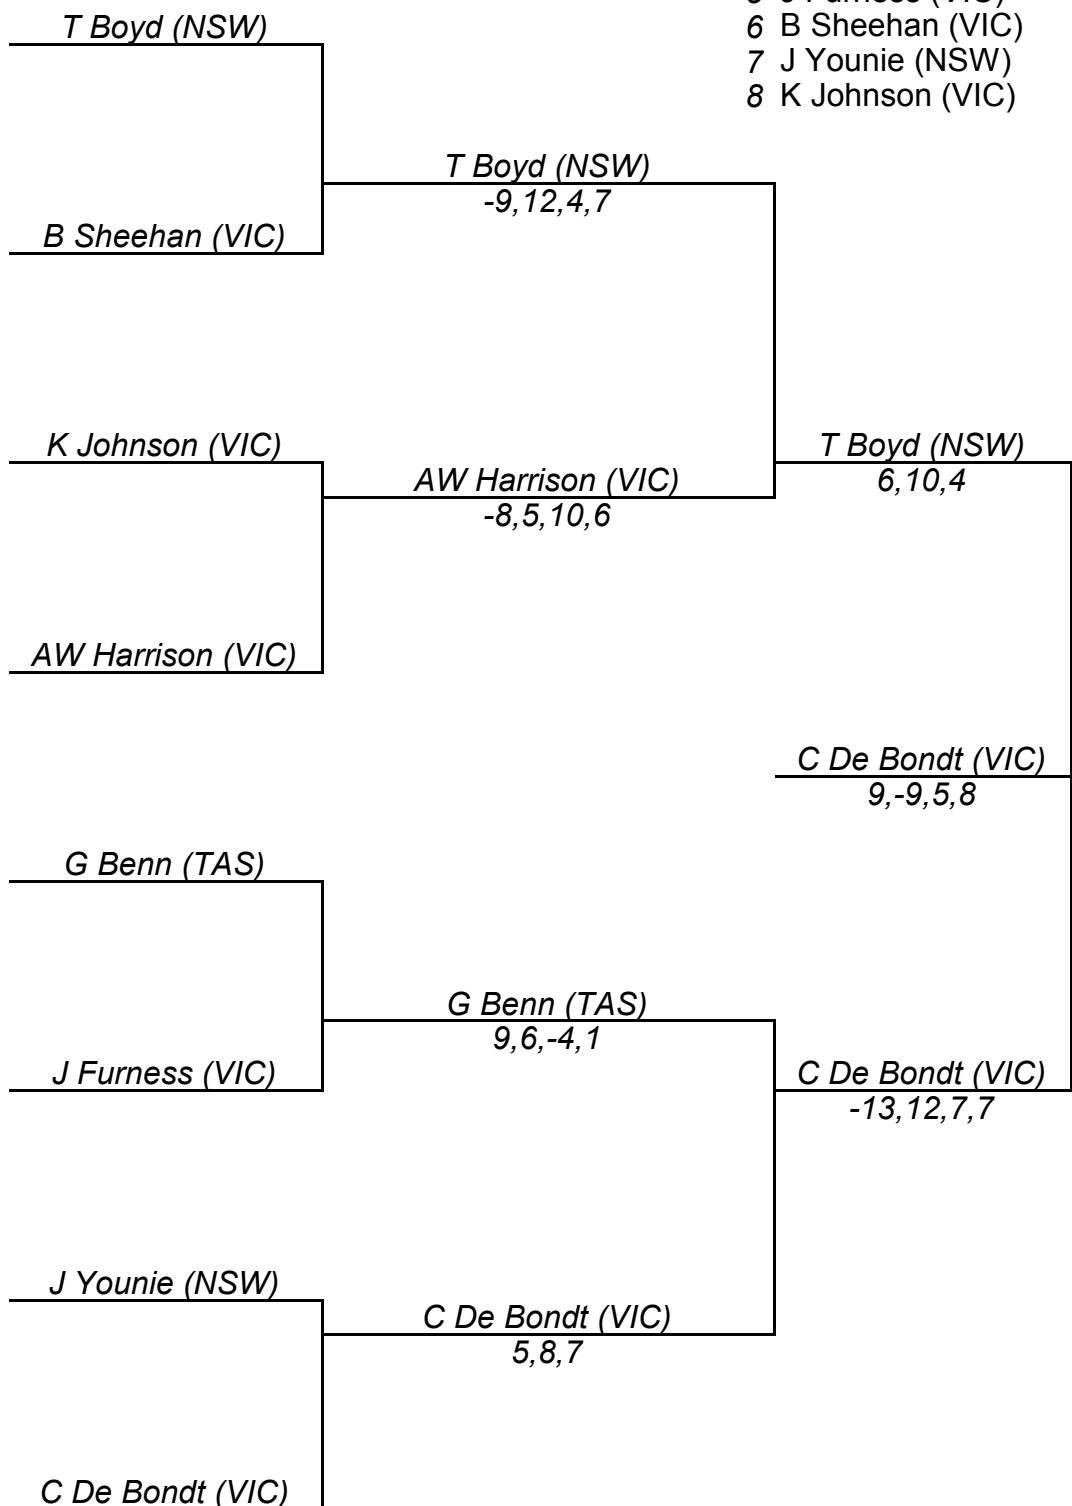 5 J Furness (VIC)
6 B Sheehan (VIC)
7 J Younie (NSW)
8 K Johnson (VIC)
T Boyd (NSW)
T Boyd (NSW)
-9,12,4,7
B Sheehan (VIC)
K Johnson (VIC)
T Boyd (NSW)
6,10,4
AW Harrison (VIC)
-8,5,10,6
AW Harrison (VIC)
C De Bondt (VIC)
9,-9,5,8
G Benn (TAS)
G Benn (TAS)
9,6,-4,1
J Furness (VIC)
C De Bondt (VIC)
-13,12,7,7
J Younie (NSW)
C De Bondt (VIC)
5,8,7
C De Bondt (VIC)